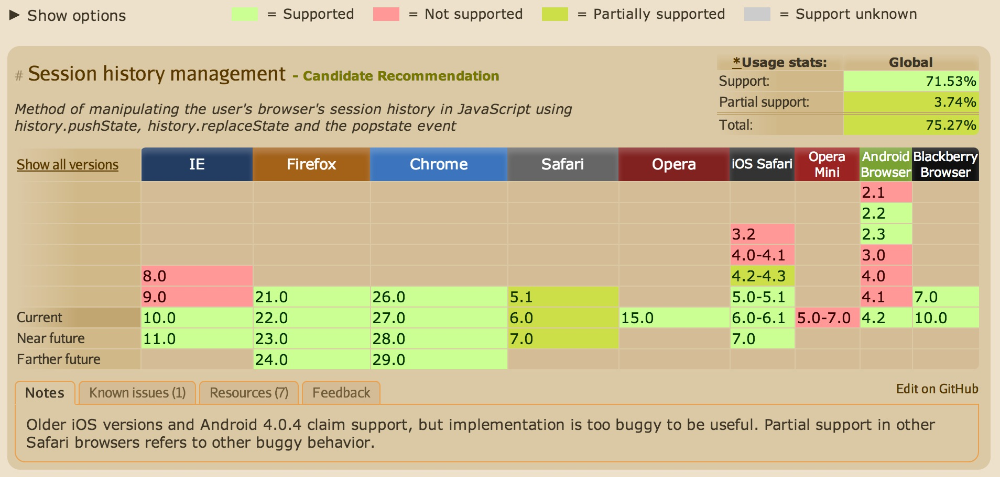 ▶ Show options = Supported = Not supported = Partially supported = Support unknown
# Session history management - Candidate Recommendation
Method of manipulating the user's browser's session history in JavaScript using
history.pushState, history.replaceState and the popstate event
*Usage stats: Global
Support: 71.53%
Partial support: 3.74%
Total: 75.27%
Show all versions IE Firefox Chrome Safari Opera iOS Safari Opera Mini Android Browser Blackberry Browser
2.1
2.2
3.2 2.3
4.0-4.1 3.0
8.0 4.2-4.3 4.0
9.0 21.0 26.0 5.1 5.0-5.1 4.1 7.0
Current 10.0 22.0 27.0 6.0 15.0 6.0-6.1 5.0-7.0 4.2 10.0
Near future 11.0 23.0 28.0 7.0 7.0
Farther future 24.0 29.0
Notes Known issues (1) Resources (7) Feedback Edit on GitHub
Older iOS versions and Android 4.0.4 claim support, but implementation is too buggy to be useful. Partial support in other
Safari browsers refers to other buggy behavior.